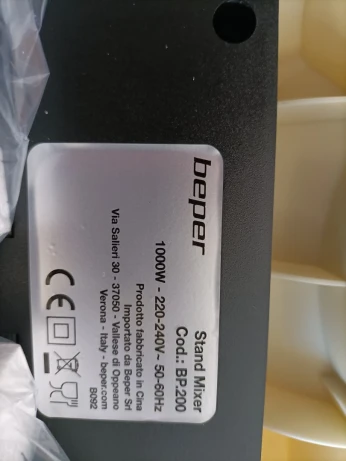 beper
Stand Mixer
Cod.: BP.200
1000W - 220-240V~ 50-60Hz
Prodotto fabbricato in Cina
Importato da Beper Srl
Via Salieri 30 - 37050 - Vallese di Oppeano
Verona - Italy - beper.com
B092
CE